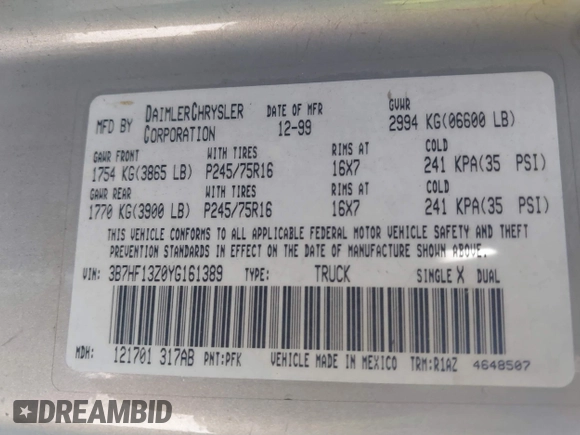 MFD BY DAIMLERCHRYSLER CORPORATION DATE OF MFR 12-99 GVWR 2994 KG(06600 LB)
GAWR FRONT WITH TIRES RIMS AT COLD
1754 KG(3865 LB) P245/75R16 16X7 241 KPA(35 PSI)
GAWR REAR WITH TIRES RIMS AT COLD
1770 KG(3900 LB) P245/75R16 16X7 241 KPA(35 PSI)
THIS VEHICLE CONFORMS TO ALL APPLICABLE FEDERAL MOTOR VEHICLE SAFETY AND THEFT
PREVENTION STANDARDS IN EFFECT ON THE DATE OF MANUFACTURE SHOWN ABOVE.
VIN: 3B7HF13Z0YG161389 TYPE: TRUCK SINGLE X DUAL
MDH: 121701 317AB PNT:PFK VEHICLE MADE IN MEXICO TRM:R1AZ 4648507
DREAMBID